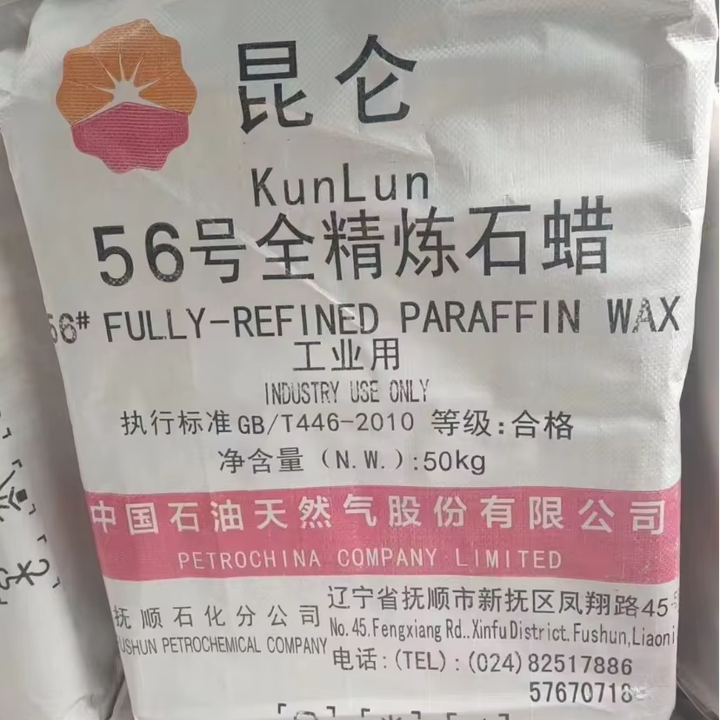 昆仑
KunLun
56号全精炼石蜡
56# FULLY-REFINED PARAFFIN WAX
工业用
INDUSTRY USE ONLY
执行标准GB/T446-2010 等级:合格
净含量(N.W.):50kg
中国石油天然气股份有限公司
PETROCHINA COMPANY LIMITED
抚顺石化分公司
PETROCHEMICAL COMPANY
辽宁省抚顺市新抚区凤翔路45
No.45.Fengxiang Rd..Xinfu District.Fushun,
电话:(TEL):(024)82517886
57670718